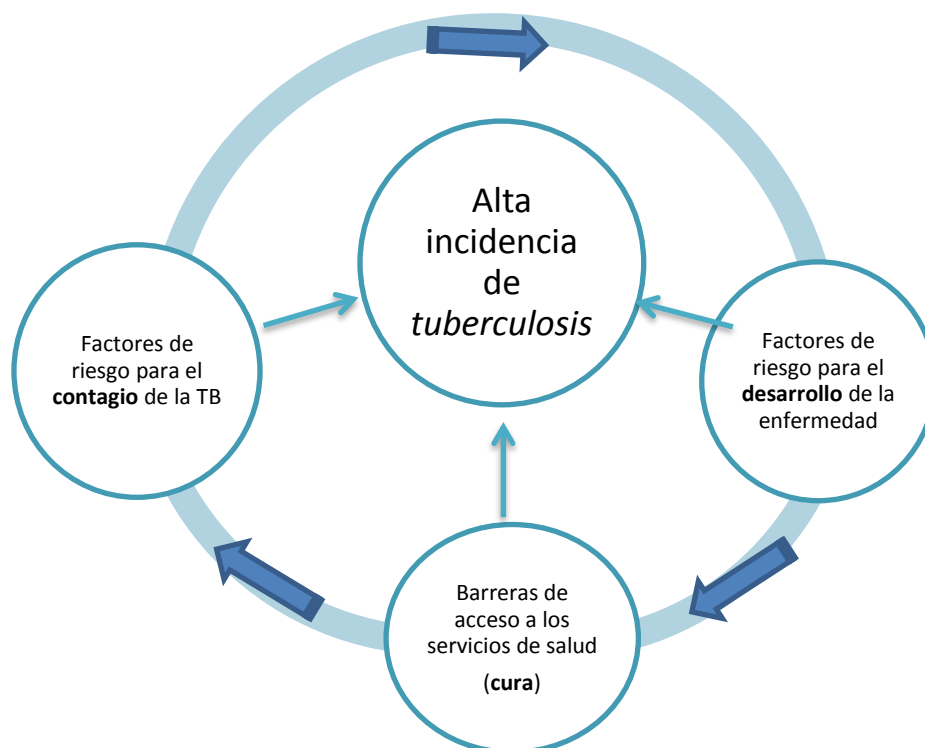 Alta
incidencia
de
tuberculosis
Factores de
riesgo para el
contagio de la TB
Factores de
riesgo para el
desarrollo de la
enfermedad
Barreras de
acceso a los
servicios de salud
(cura)